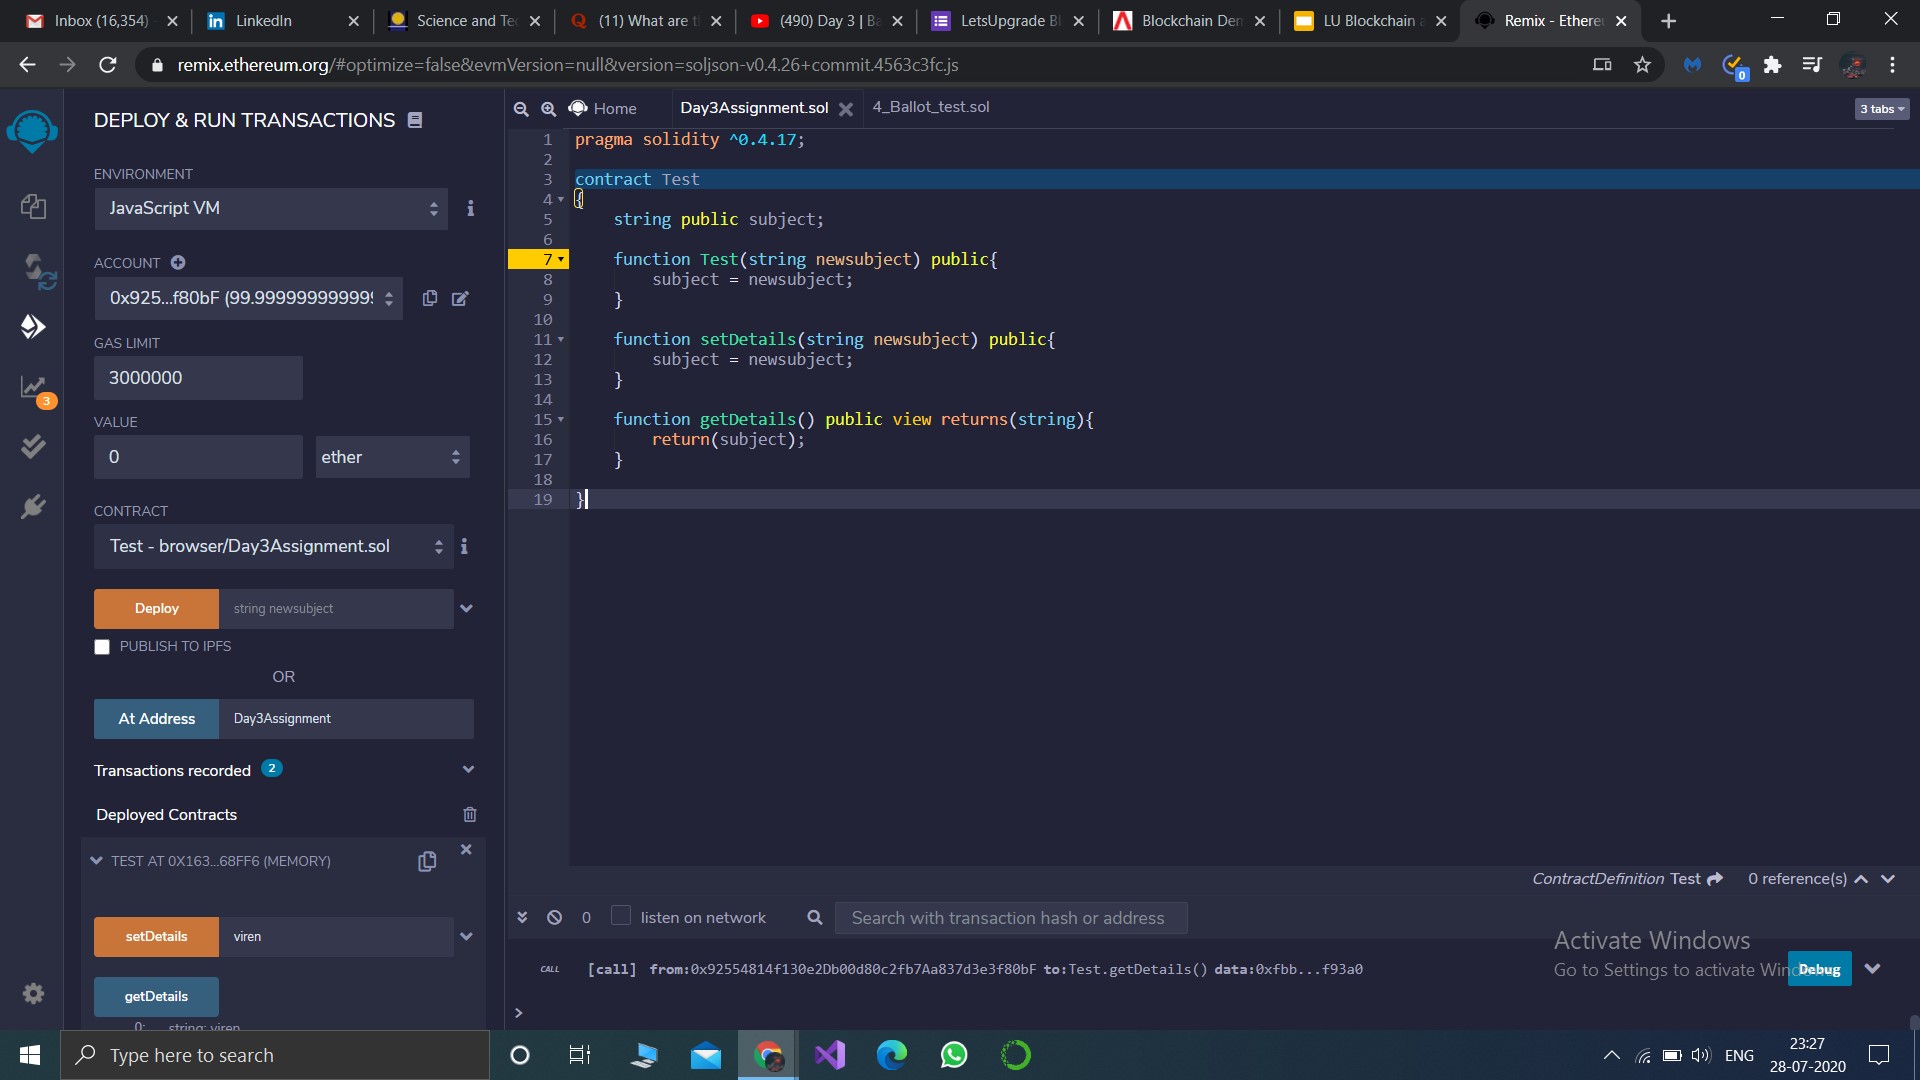 Inbox (16,354)
LinkedIn
Science and Te
(11) What are t
(490) Day 3 | Ba
LetsUpgrade Bl
Blockchain Den
LU Blockchain a
Remix - Ethereu
remix.ethereum.org/#optimize=false&evmVersion=null&version=soljson-v0.4.26+commit.4563c3fc.js
0
DEPLOY & RUN TRANSACTIONS
ENVIRONMENT
JavaScript VM
ACCOUNT
0x925...f80bF (99.9999999999999
GAS LIMIT
3000000
VALUE
0
ether
CONTRACT
Test - browser/Day3Assignment.sol
Deploy
string newsubject
PUBLISH TO IPFS
OR
At Address
Day3Assignment
Transactions recorded 2
Deployed Contracts
TEST AT 0X163...68FF6 (MEMORY)
setDetails
viren
getDetails
0: string: viren
3
Home
Day3Assignment.sol
4_Ballot_test.sol
3 tabs
1 pragma solidity ^0.4.17;
2
3 contract Test
4 {
5 string public subject;
6
7 function Test(string newsubject) public{
8 subject = newsubject;
9 }
10
11 function setDetails(string newsubject) public{
12 subject = newsubject;
13 }
14
15 function getDetails() public view returns(string){
16 return(subject);
17 }
18
19 }
ContractDefinition Test
0 reference(s)
0
listen on network
Search with transaction hash or address
CALL [call] from:0x92554814f130e2Db00d80c2fb7Aa837d3e3f80bF to:Test.getDetails() data:0xfbb...f93a0
Debug
>
Activate Windows
Go to Settings to activate Windows.
Type here to search
ENG
23:27
28-07-2020